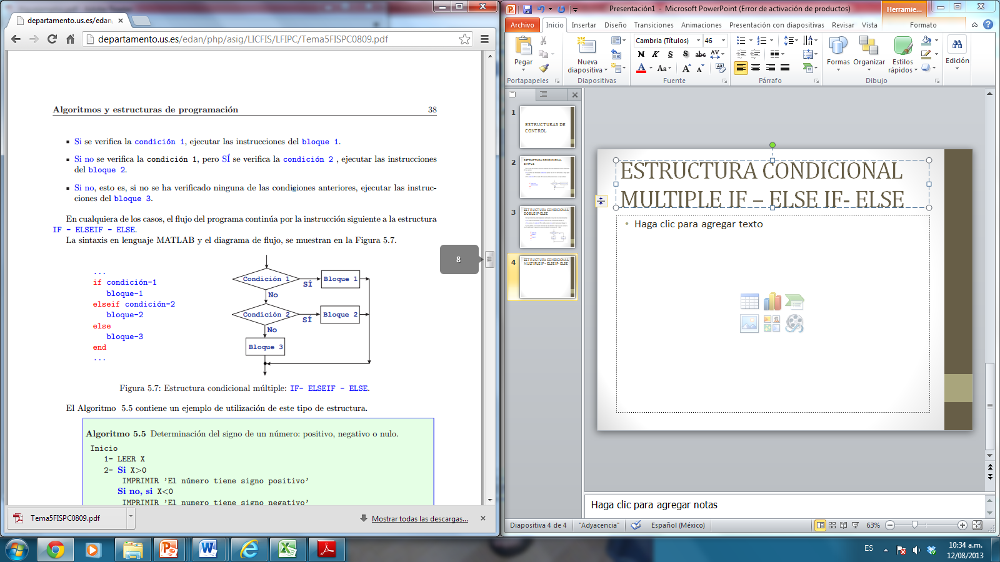 departamento.us.es/edan,
departamento.us.es/edan/php/asig/LICFIS/LFIPC/Tema5FISPC0809.pdf
Algoritmos y estructuras de programación 38
Si se verifica la condición 1, ejecutar las instrucciones del bloque 1.
Si no se verifica la condición 1, pero SÍ se verifica la condición 2 , ejecutar las instrucciones
del bloque 2.
Si no, esto es, si no se ha verificado ninguna de las condiciones anteriores, ejecutar las instruc-
ciones del bloque 3.
En cualquiera de los casos, el flujo del programa continúa por la instrucción siguiente a la estructura
IF - ELSEIF - ELSE.
La sintaxis en lenguaje MATLAB y el diagrama de flujo, se muestran en la Figura 5.7.
8
...
if condición-1
bloque-1
elseif condición-2
bloque-2
else
bloque-3
end
...
Condición 1
SÍ
Bloque 1
No
Condición 2
SÍ
Bloque 2
No
Bloque 3
Figura 5.7: Estructura condicional múltiple: IF- ELSEIF - ELSE.
El Algoritmo 5.5 contiene un ejemplo de utilización de este tipo de estructura.
Algoritmo 5.5 Determinación del signo de un número: positivo, negativo o nulo.
Inicio
1- LEER X
2- Si X>0
IMPRIMIR 'El número tiene signo positivo'
Si no, si X<0
IMPRIMIR 'El numero tiene signo negativo'
Tema5FISPC0809.pdf
Mostrar todas las descargas...
Presentación1 - Microsoft PowerPoint (Error de activación de productos)
Herramie...
Archivo Inicio Insertar Diseño Transiciones Animaciones Presentación con diapositivas Revisar Vista Formato
Pegar
Portapapeles
Nueva
diapositiva
Diapositivas
Cambria (Títulos) 46
N K S S abc AV
A Aa A A
Fuente
Párrafo
Formas Organizar Estilos
rápidos
Dibujo
Edición
1
ESTRUCTURAS DE
CONTROL
2
ESTRUCTURA CONDICIONAL
SIMPLE
3
ESTRUCTURA CONDICIONAL
DOBLE IF-ELSE
4
ESTRUCTURA CONDICIONAL
MULTIPLE IF – ELSE IF- ELSE
ESTRUCTURA CONDICIONAL
MULTIPLE IF – ELSE IF- ELSE
Haga clic para agregar texto
Haga clic para agregar notas
Diapositiva 4 de 4 "Adyacencia" Español (México) 63%
ES
10:34 a.m.
12/08/2013